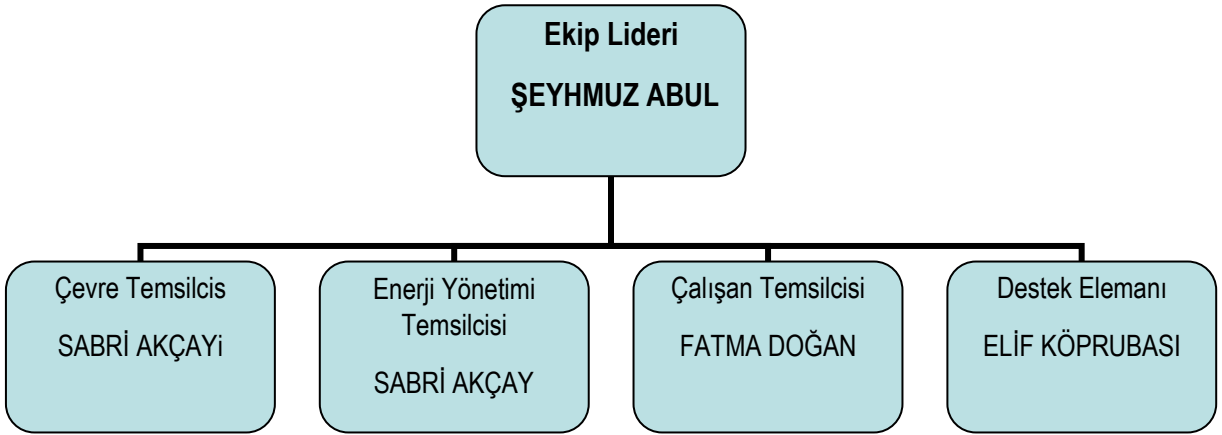 Ekip Lideri
ŞEYHMUZ ABUL
Çevre Temsilcis
SABRİ AKÇAYi
Enerji Yönetimi
Temsilcisi
SABRİ AKÇAY
Çalışan Temsilcisi
FATMA DOĞAN
Destek Elemanı
ELİF KÖPRUBASI